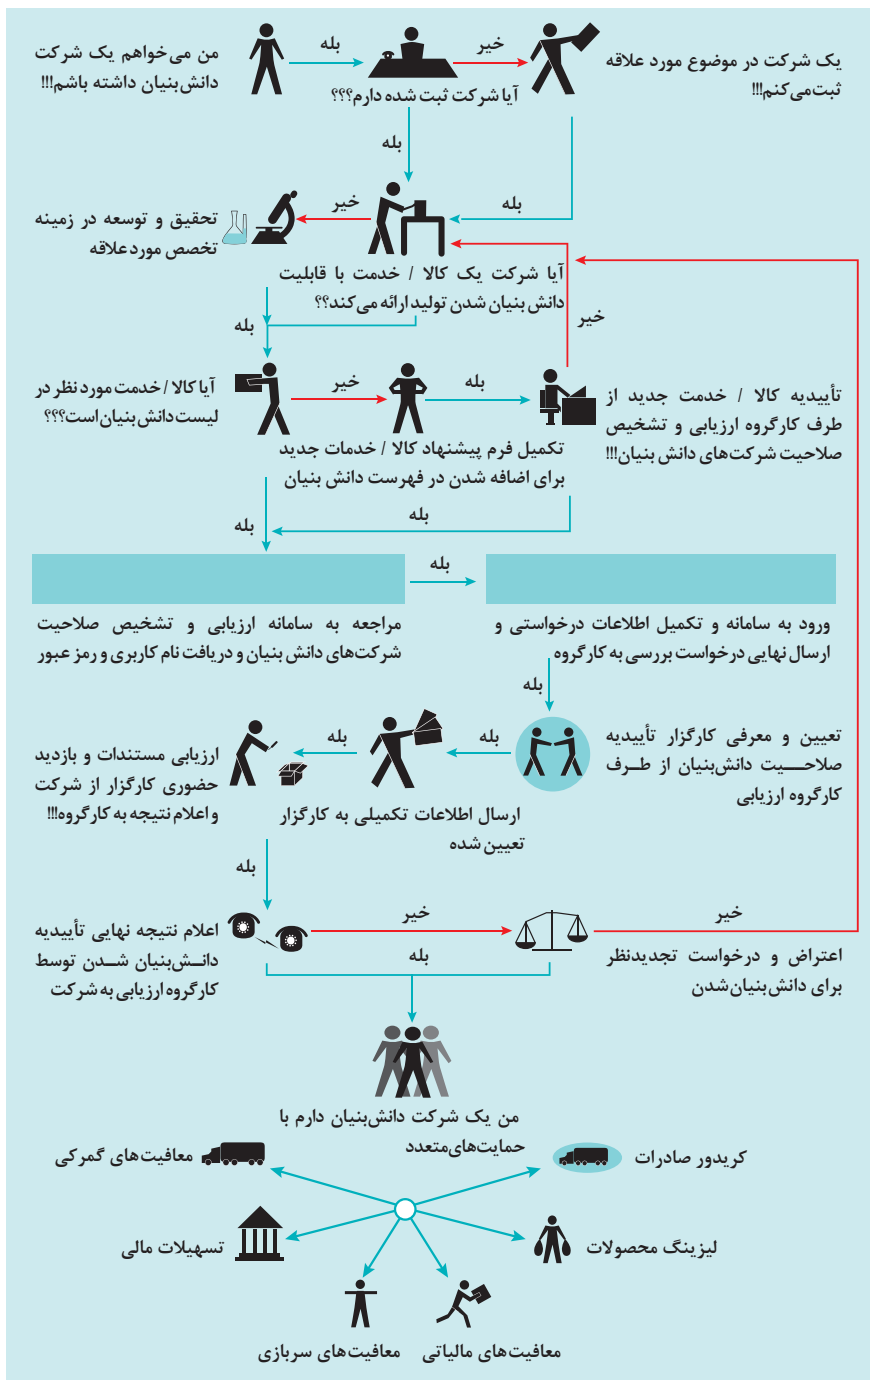 من می‌خواهم یک شرکت
دانش‌بنیان داشته باشم!!!
بله
آیا شرکت ثبت شده دارم؟؟؟
خیر
یک شرکت در موضوع مورد علاقه
ثبت‌می‌کنم!!!
بله
بله
خیر
تحقیق و توسعه در زمینه
تخصص مورد علاقه
آیا شرکت یک کالا / خدمت با قابلیت
دانش‌بنیان شدن تولید ارائه می‌کند؟؟
خیر
بله
آیا کالا / خدمت مورد نظر در
لیست دانش‌بنیان است؟؟؟
خیر
تکمیل فرم پیشنهاد کالا / خدمات جدید
برای اضافه شدن در فهرست دانش بنیان
بله
تأییدیه کالا / خدمت جدید از
طرف کارگروه ارزیابی و تشخیص
صلاحیت شرکت‌های دانش بنیان!!!
بله
بله
بله
مراجعه به سامانه ارزیابی و تشخیص صلاحیت
شرکت‌های دانش بنیان و دریافت نام کاربری و رمز عبور
ورود به سامانه و تکمیل اطلاعات درخواستی و
ارسال نهایی درخواست بررسی به کارگروه
بله
تعیین و معرفی کارگزار تأییدیه
صلاحــیت دانش‌بنیان از طــرف
کارگروه ارزیابی
بله
ارسال اطلاعات تکمیلی به کارگزار
تعیین شده
بله
ارزیابی مستندات و بازدید
حضوری کارگزار از شرکت
و اعلام نتیجه به کارگروه!!!
بله
اعلام نتیجه نهایی تأییدیه
دانــش‌بنیان شــدن توسط
کارگروه ارزیابی به شرکت
خیر
بله
اعتراض و درخواست تجدیدنظر
برای دانش‌بنیان‌شدن
خیر
من یک شرکت دانش‌بنیان دارم با
حمایت‌های‌متعدد
کریدور صادرات
معافیت‌های گمرکی
لیزینگ محصولات
تسهیلات مالی
معافیت‌های مالیاتی
معافیت‌های سربازی